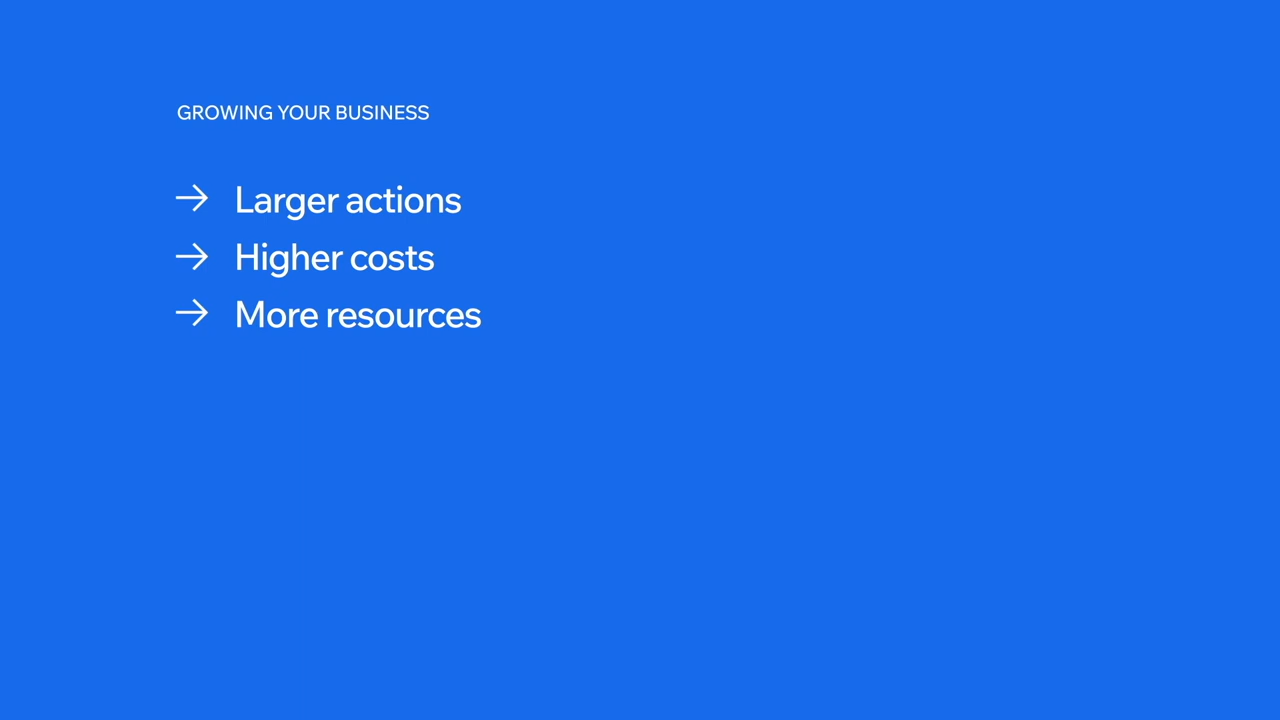 GROWING YOUR BUSINESS
→ Larger actions
→ Higher costs
→ More resources